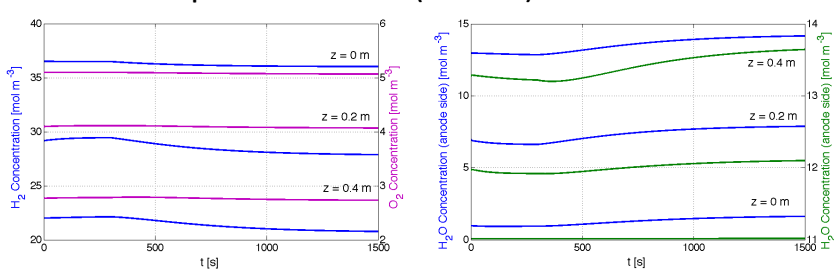 40
35
30
25
20
0
500
1000
1500
6
5
4
3
2
z = 0 m
z = 0.2 m
z = 0.4 m
H2 Concentration [mol m-3]
O2 Concentration [mol m-3]
t [s]
15
10
5
0
0
500
1000
1500
14
13
12
11
z = 0.4 m
z = 0.2 m
z = 0 m
H2O Concentration (anode side) [mol m-3]
H2O Concentration (anode side) [mol m-3]
t [s]